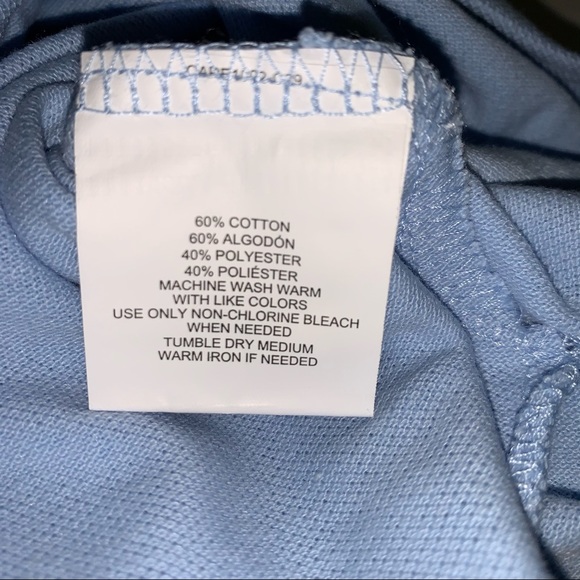 60% COTTON
60% ALGODÓN
40% POLYESTER
40% POLIÉSTER
MACHINE WASH WARM
WITH LIKE COLORS
USE ONLY NON-CHLORINE BLEACH
WHEN NEEDED
TUMBLE DRY MEDIUM
WARM IRON IF NEEDED